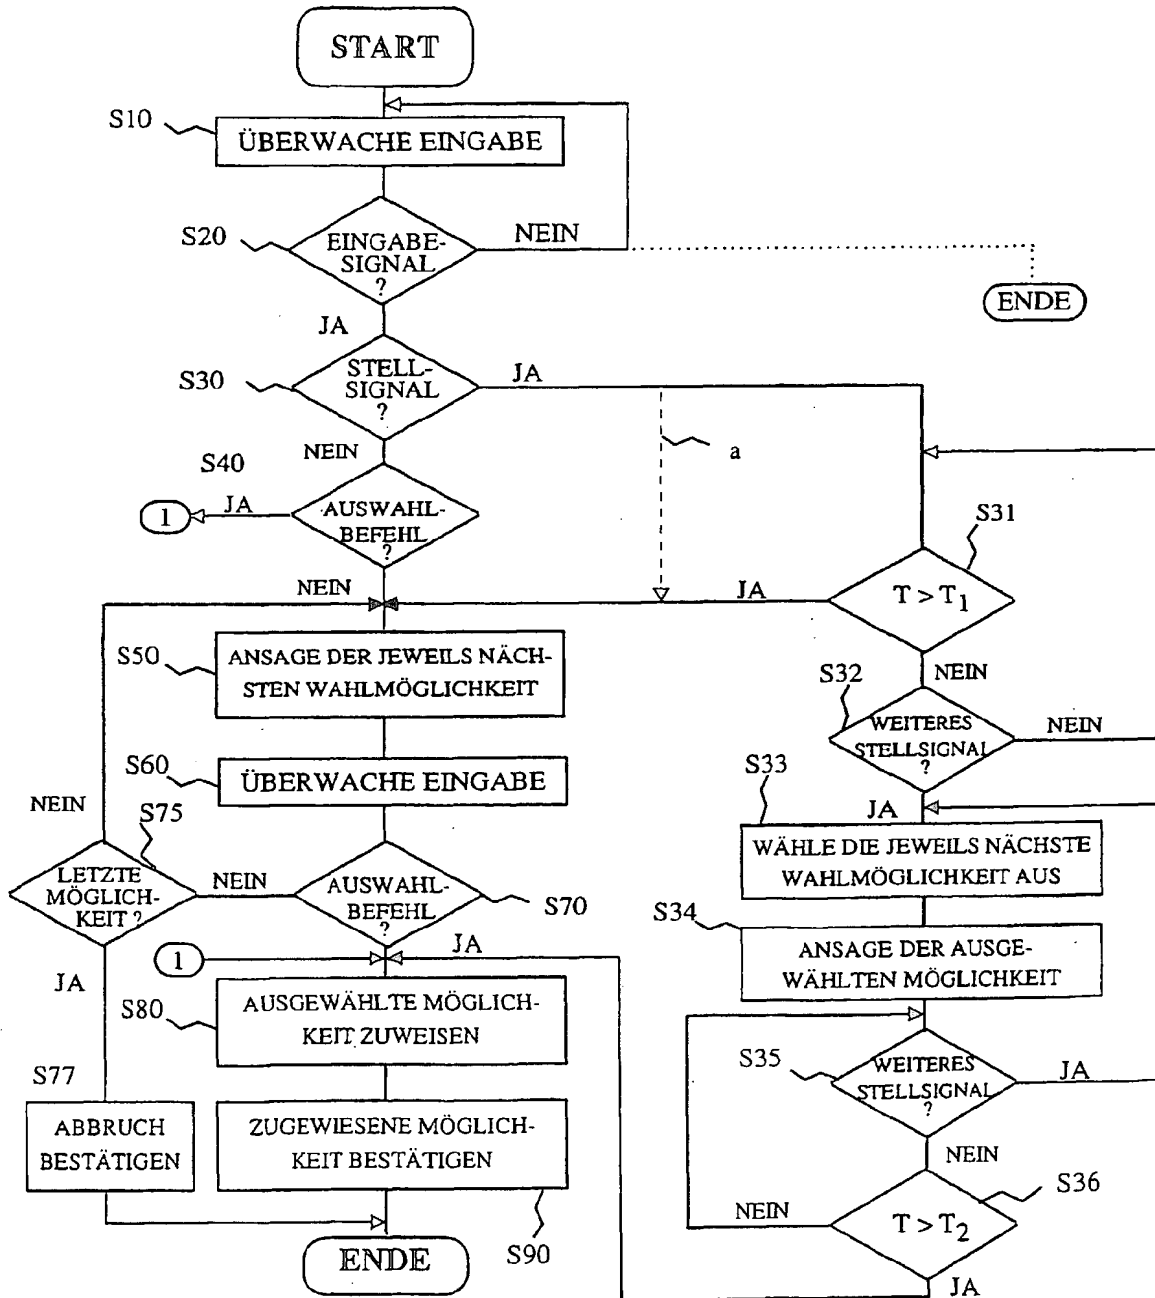 START
S10
ÜBERWACHE EINGABE
S20
EINGABE-
SIGNAL
?
NEIN
ENDE
JA
S30
STELL-
SIGNAL
?
JA
a
NEIN
S40
1
JA
AUSWAHL-
BEFEHL
?
S31
T > T1
JA
NEIN
NEIN
S50
ANSAGE DER JEWEILS NÄCH-
STEN WAHLMÖGLICHKEIT
S32
WEITERES
STELLSIGNAL
?
NEIN
JA
S60
ÜBERWACHE EINGABE
S33
WÄHLE DIE JEWEILS NÄCHSTE
WAHLMÖGLICHKEIT AUS
NEIN
S75
LETZTE
MÖGLICH-
KEIT ?
NEIN
AUSWAHL-
BEFEHL
?
S70
JA
S34
ANSAGE DER AUSGE-
WÄHLTEN MÖGLICHKEIT
1
JA
S80
AUSGEWÄHLTE MÖGLICH-
KEIT ZUWEISEN
S35
WEITERES
STELLSIGNAL
?
JA
NEIN
S77
ABBRUCH
BESTÄTIGEN
ZUGEWIESENE MÖGLICH-
KEIT BESTÄTIGEN
S90
S36
T > T2
NEIN
JA
ENDE